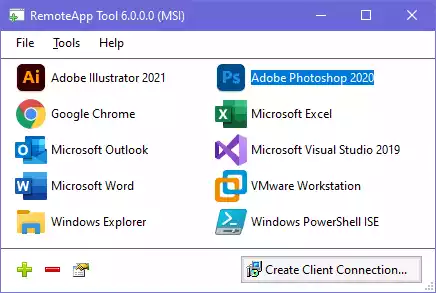 RemoteApp Tool 6.0.0.0 (MSI)
File Tools Help
Ai Adobe Illustrator 2021
Ps Adobe Photoshop 2020
Google Chrome
Microsoft Excel
Microsoft Outlook
Microsoft Visual Studio 2019
Microsoft Word
VMware Workstation
Windows Explorer
Windows PowerShell ISE
Create Client Connection...